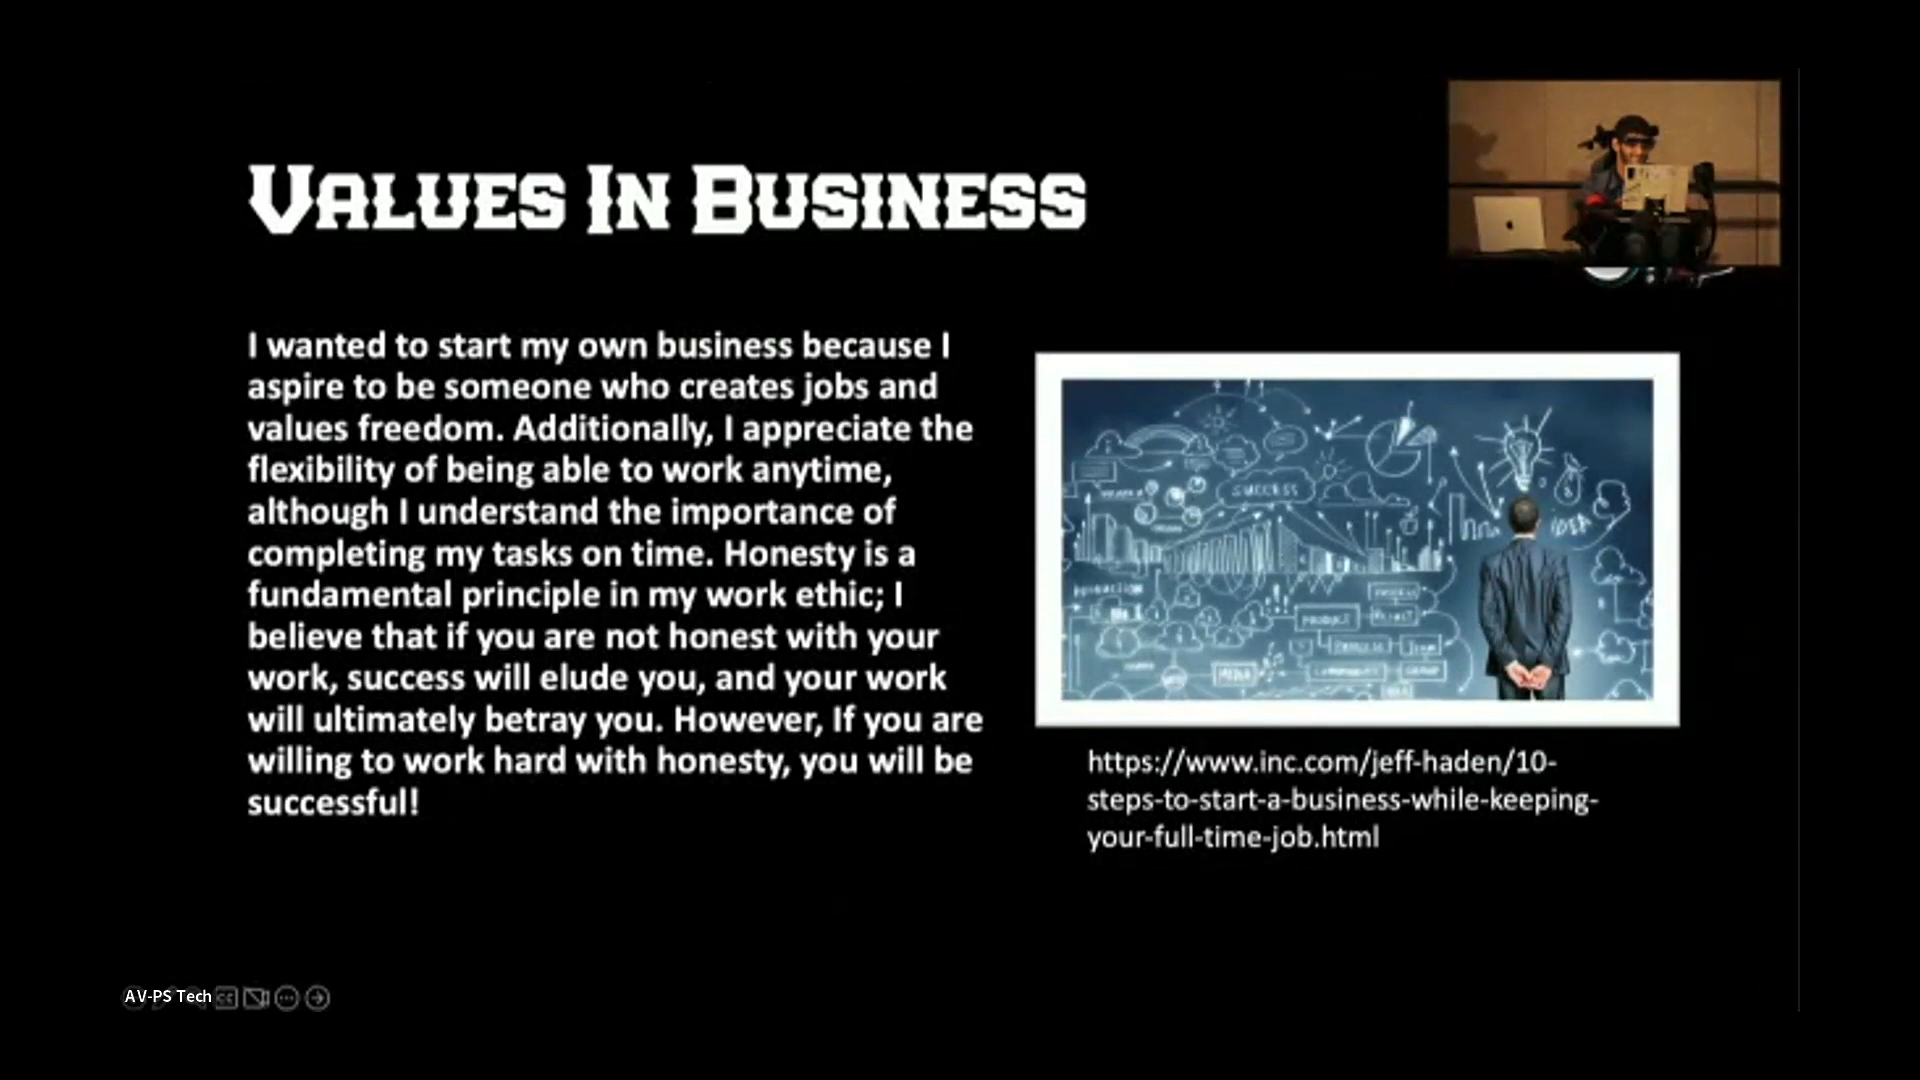 Values In Business
I wanted to start my own business because I
aspire to be someone who creates jobs and
values freedom. Additionally, I appreciate the
flexibility of being able to work anytime,
although I understand the importance of
completing my tasks on time. Honesty is a
fundamental principle in my work ethic; I
believe that if you are not honest with your
work, success will elude you, and your work
will ultimately betray you. However, If you are
willing to work hard with honesty, you will be
successful!
SUCCESS
IDEA
PRODUCT
https://www.inc.com/jeff-haden/10-
steps-to-start-a-business-while-keeping-
your-full-time-job.html
AV-PS Tech